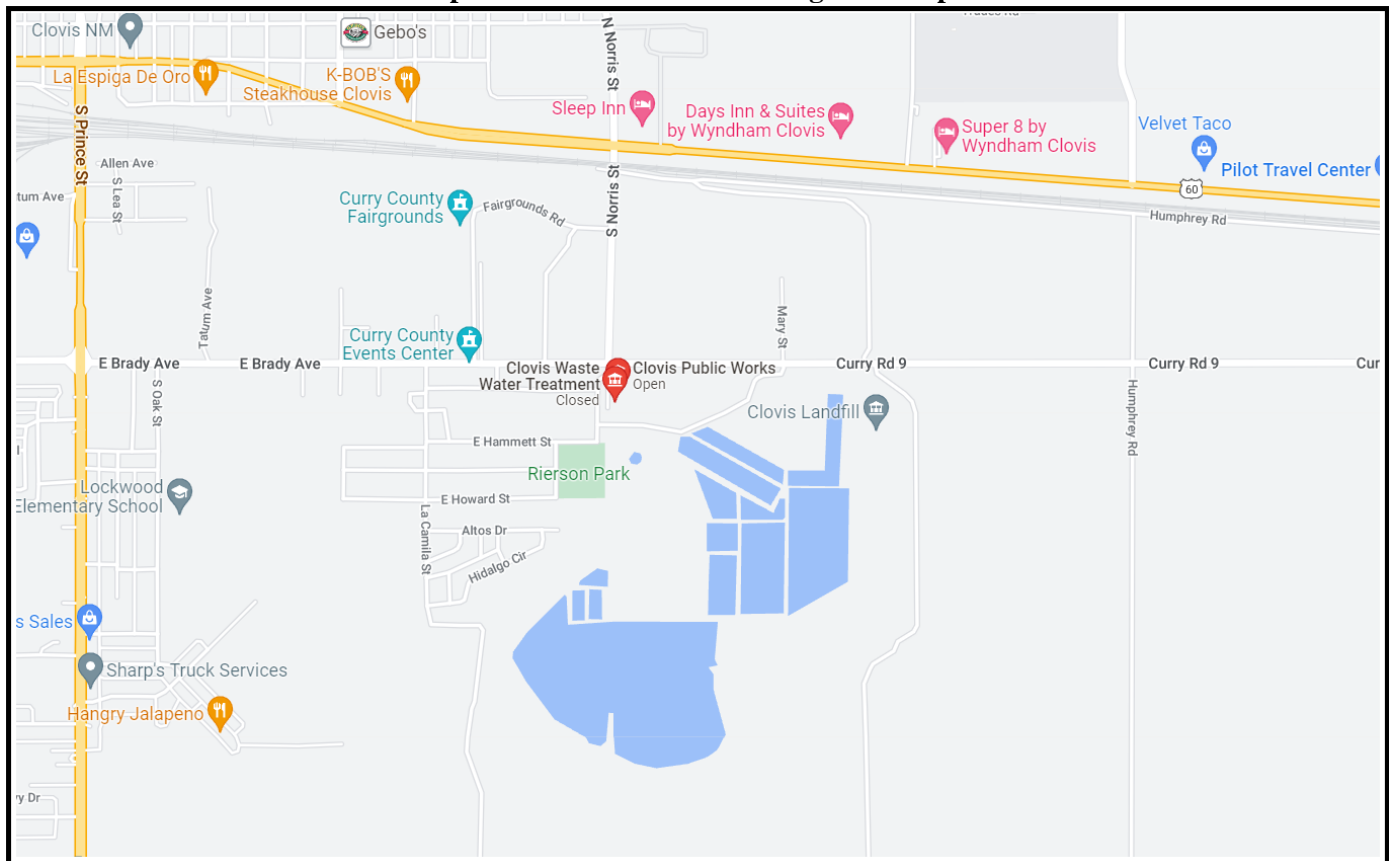 Clovis NM
Gebo's
N Norris St
La Espiga De Oro
K-BOB'S
Steakhouse Clovis
Sleep Inn
Days Inn & Suites
by Wyndham Clovis
Super 8 by
Wyndham Clovis
Velvet Taco
Pilot Travel Center
60
S Prince St
Allen Ave
S Lea St
tum Ave
Curry County
Fairgrounds
Fairgrounds Rd
S Norris St
Humphrey Rd
Tatum Ave
Mary St
Curry County
Events Center
E Brady Ave
E Brady Ave
Clovis Waste
Water Treatment
Closed
Clovis Public Works
Open
Curry Rd 9
Curry Rd 9
Cur
S Oak St
Humphrey Rd
Clovis Landfill
E Hammett St
Rierson Park
Lockwood
Elementary School
E Howard St
La Camila St
Altos Dr
Hidalgo Cir
s Sales
Sharp's Truck Services
Hangry Jalapeno
vy Dr